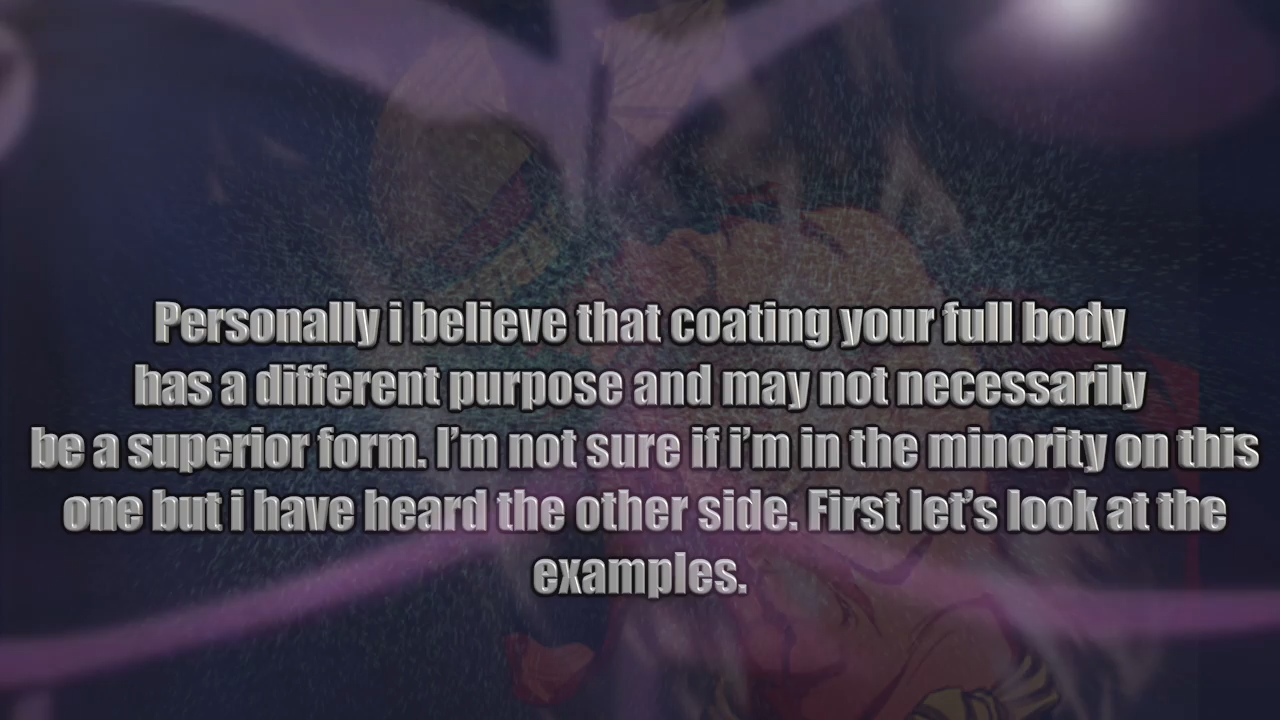 Personally i believe that coating your full body
has a different purpose and may not necessarily
be a superior form. I'm not sure if i'm in the minority on this
one but i have heard the other side. First let's look at the
examples.